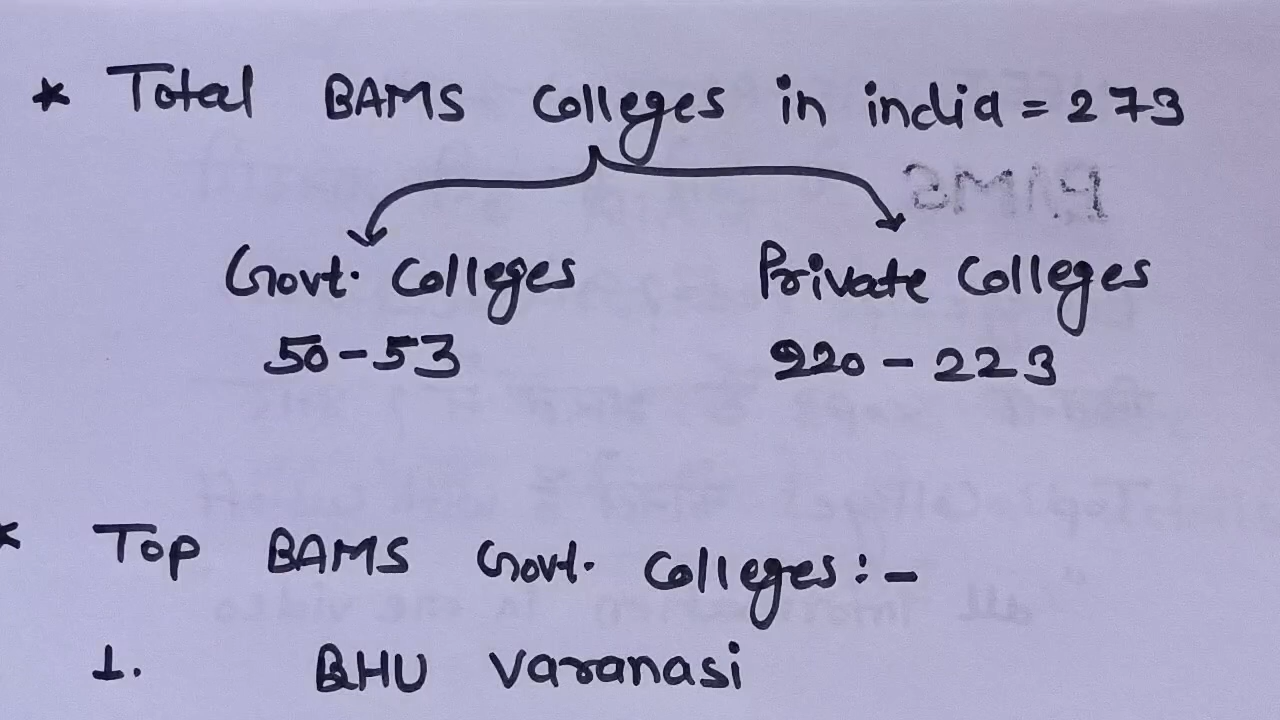 * Total BAMS Colleges in india = 273
Govt. Colleges Private Colleges
50-53 220-223
* Top BAMS Govt. Colleges:-
1. BHU Varanasi